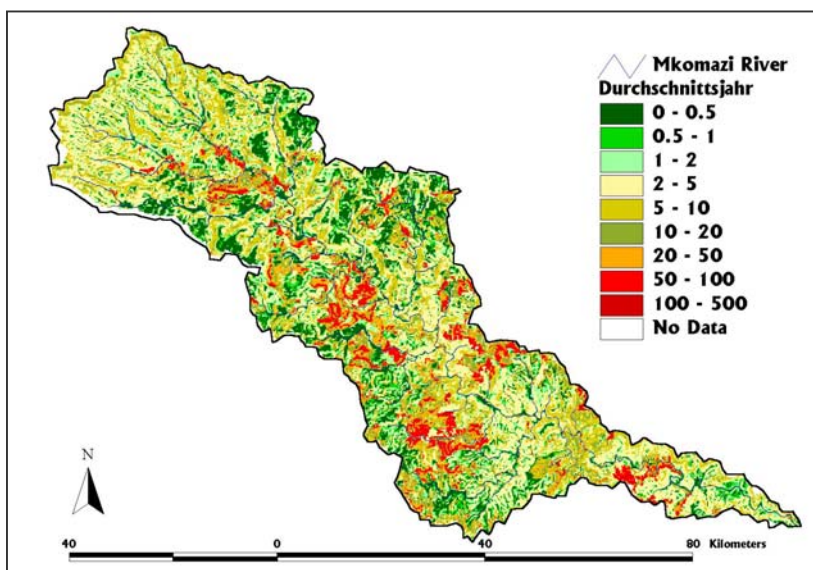 Mkomazi River
Durchschnittsjahr
0 - 0.5
0.5 - 1
1 - 2
2 - 5
5 - 10
10 - 20
20 - 50
50 - 100
100 - 500
No Data
N
40 0 40 80 Kilometers